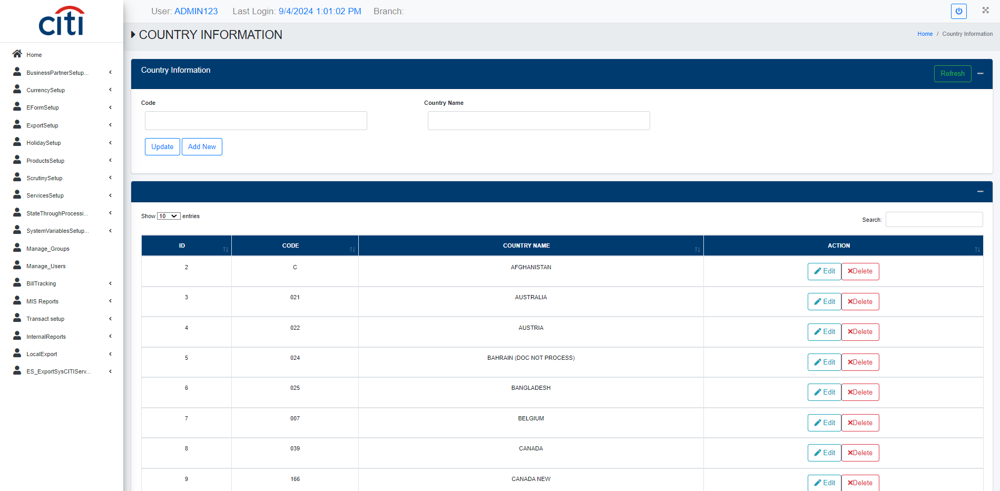 citi
User: ADMIN123 Last Login: 9/4/2024 1:01:02 PM Branch:
COUNTRY INFORMATION
Home / Country Information
Home
BusinessPartnerSetup...
CurrencySetup
EFormSetup
ExportSetup
HolidaySetup
ProductsSetup
ScrutinySetup
ServicesSetup
StateThroughProcessi...
SystemVariablesSetup...
Manage_Groups
Manage_Users
BillTracking
MIS Reports
Transact setup
InternalReports
LocalExport
ES_ExportSysCITIServ...
Country Information Refresh
Code Country Name
Update Add New
Show 10 entries Search:
ID CODE COUNTRY NAME ACTION
2 C AFGHANISTAN Edit Delete
3 021 AUSTRALIA Edit Delete
4 022 AUSTRIA Edit Delete
5 024 BAHRAIN (DOC NOT PROCESS) Edit Delete
6 025 BANGLADESH Edit Delete
7 007 BELGIUM Edit Delete
8 039 CANADA Edit Delete
9 166 CANADA NEW Edit Delete